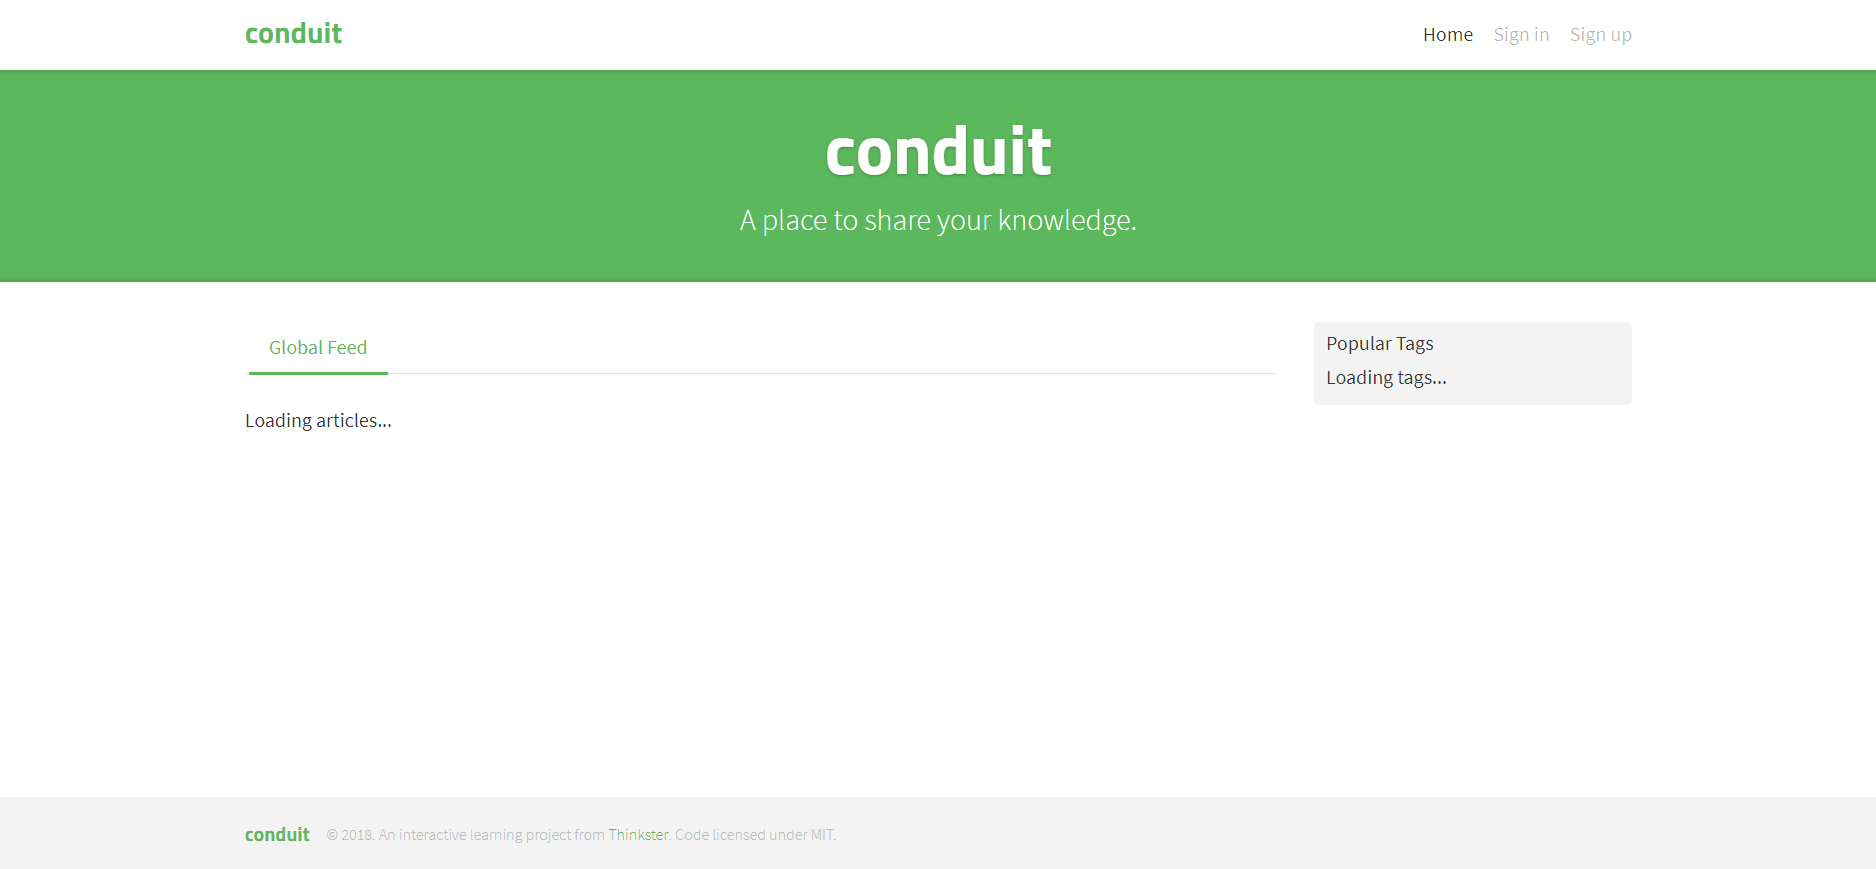 conduit
Home Sign in Sign up
conduit
A place to share your knowledge.
Global Feed
Loading articles...
Popular Tags
Loading tags...
conduit © 2018. An interactive learning project from Thinkster. Code licensed under MIT.